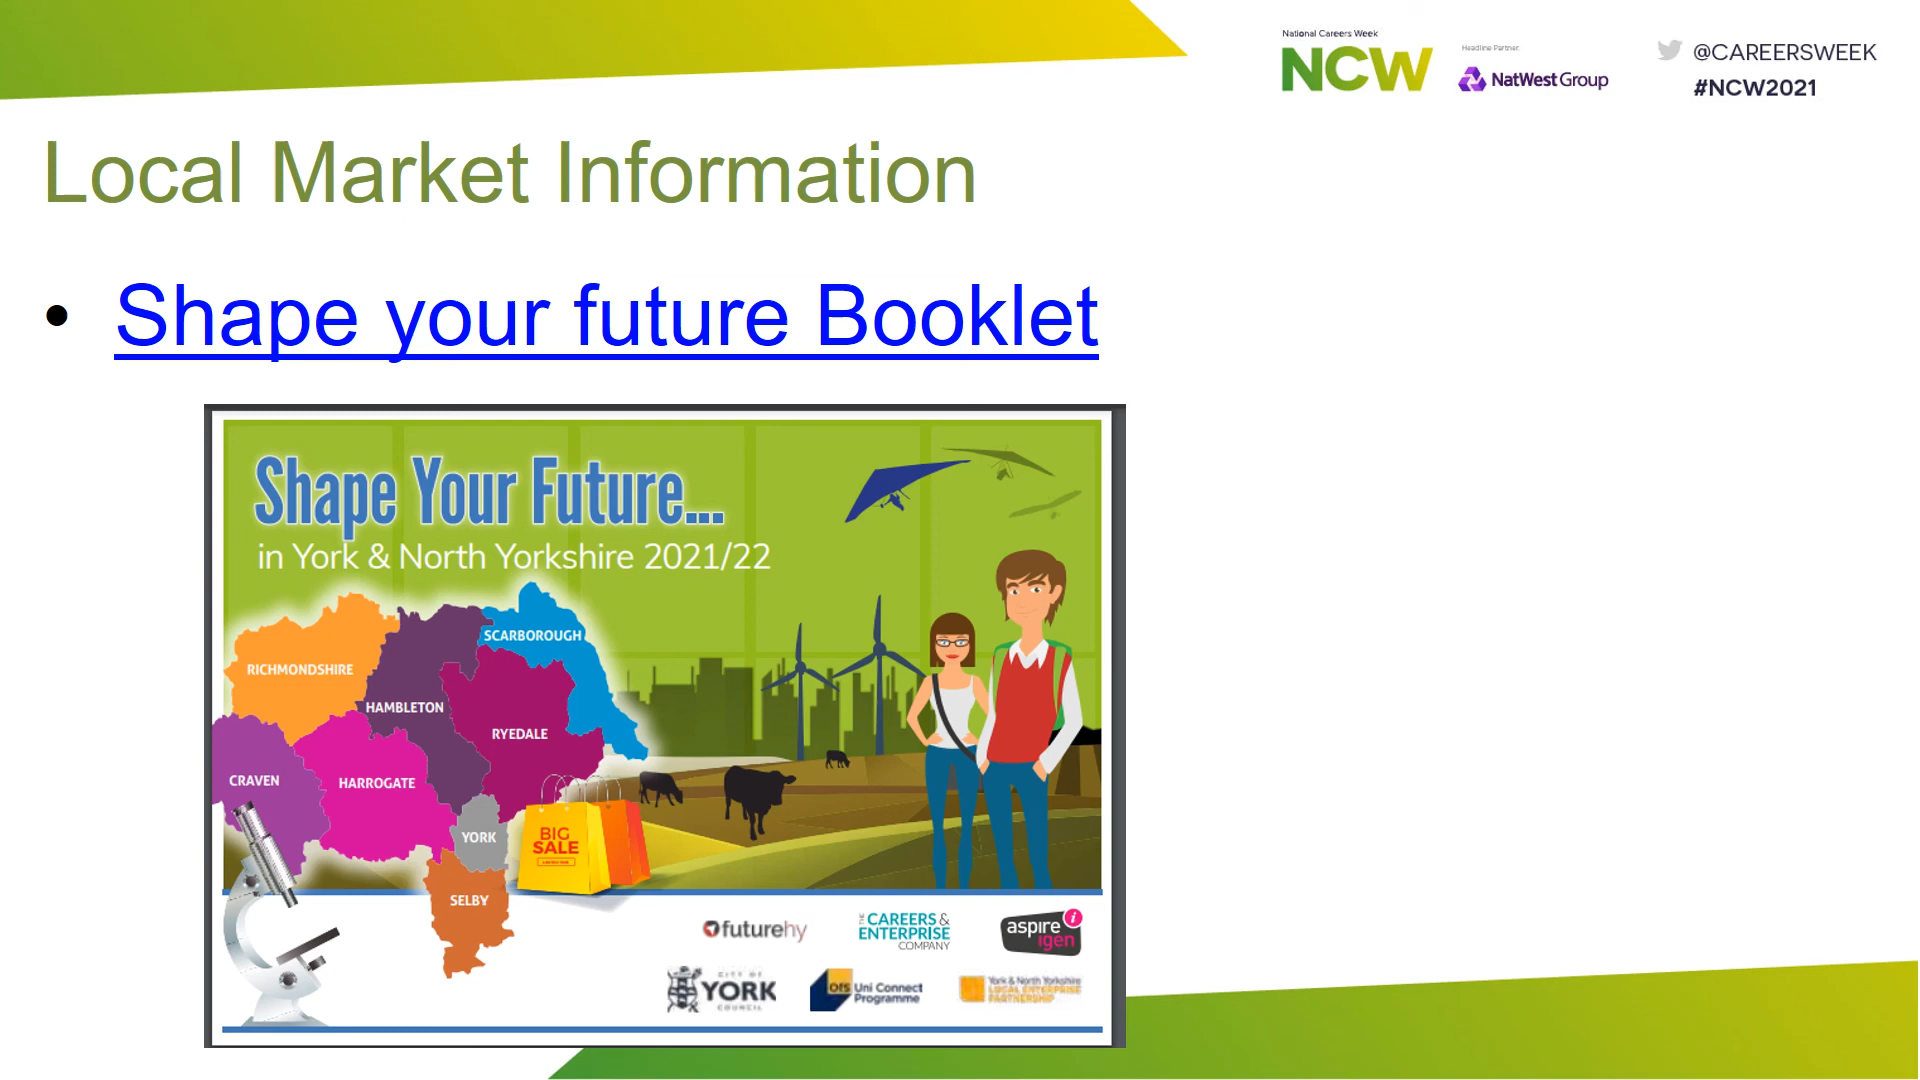 National Careers Week
NCW
Headline Partner
NatWest Group
@CAREERSWEEK
#NCW2021
Local Market Information
• Shape your future Booklet
Shape Your Future...
in York & North Yorkshire 2021/22
SCARBOROUGH
RICHMONDSHIRE
HAMBLETON
RYEDALE
CRAVEN
HARROGATE
YORK
SELBY
BIG
SALE
futurehy
THE
CAREERS &
ENTERPRISE
COMPANY
aspire
igen
i
CITY OF
YORK
COUNCIL
OfS
Uni Connect
Programme
York & North Yorkshire
LOCAL ENTERPRISE
PARTNERSHIP